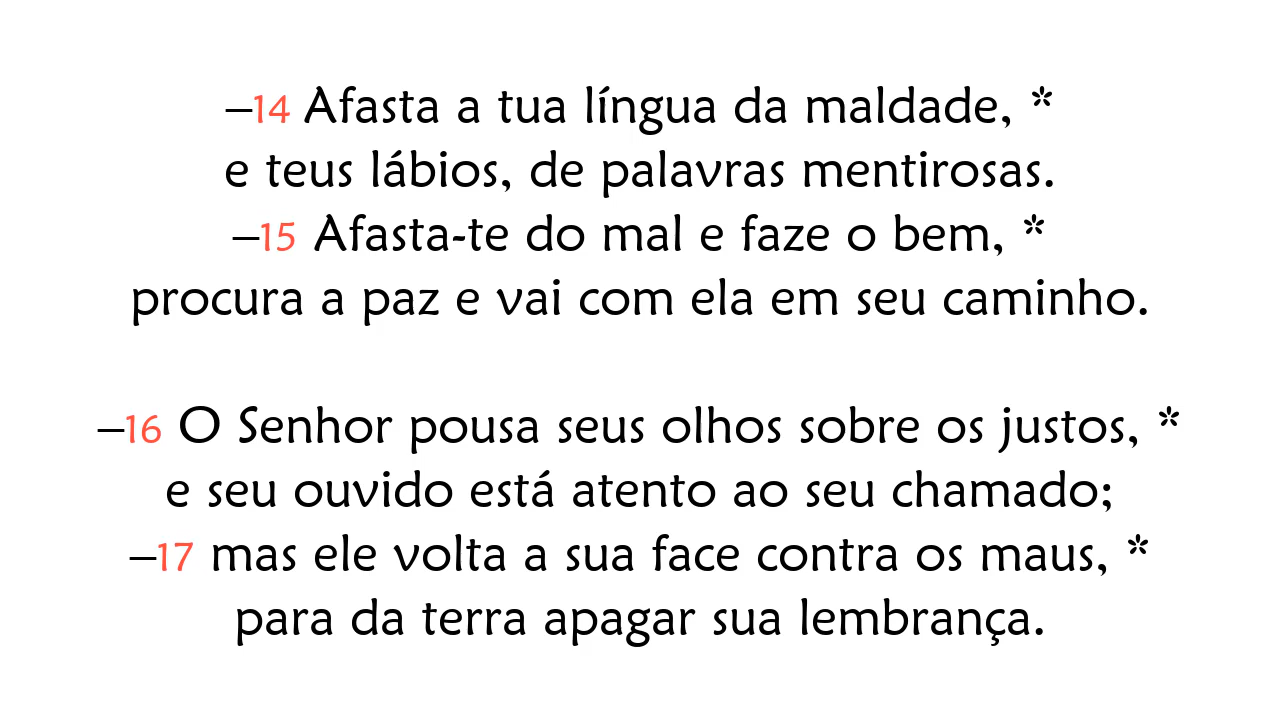 –14 Afasta a tua língua da maldade, *
e teus lábios, de palavras mentirosas.
–15 Afasta-te do mal e faze o bem, *
procura a paz e vai com ela em seu caminho.
–16 O Senhor pousa seus olhos sobre os justos, *
e seu ouvido está atento ao seu chamado;
–17 mas ele volta a sua face contra os maus, *
para da terra apagar sua lembrança.